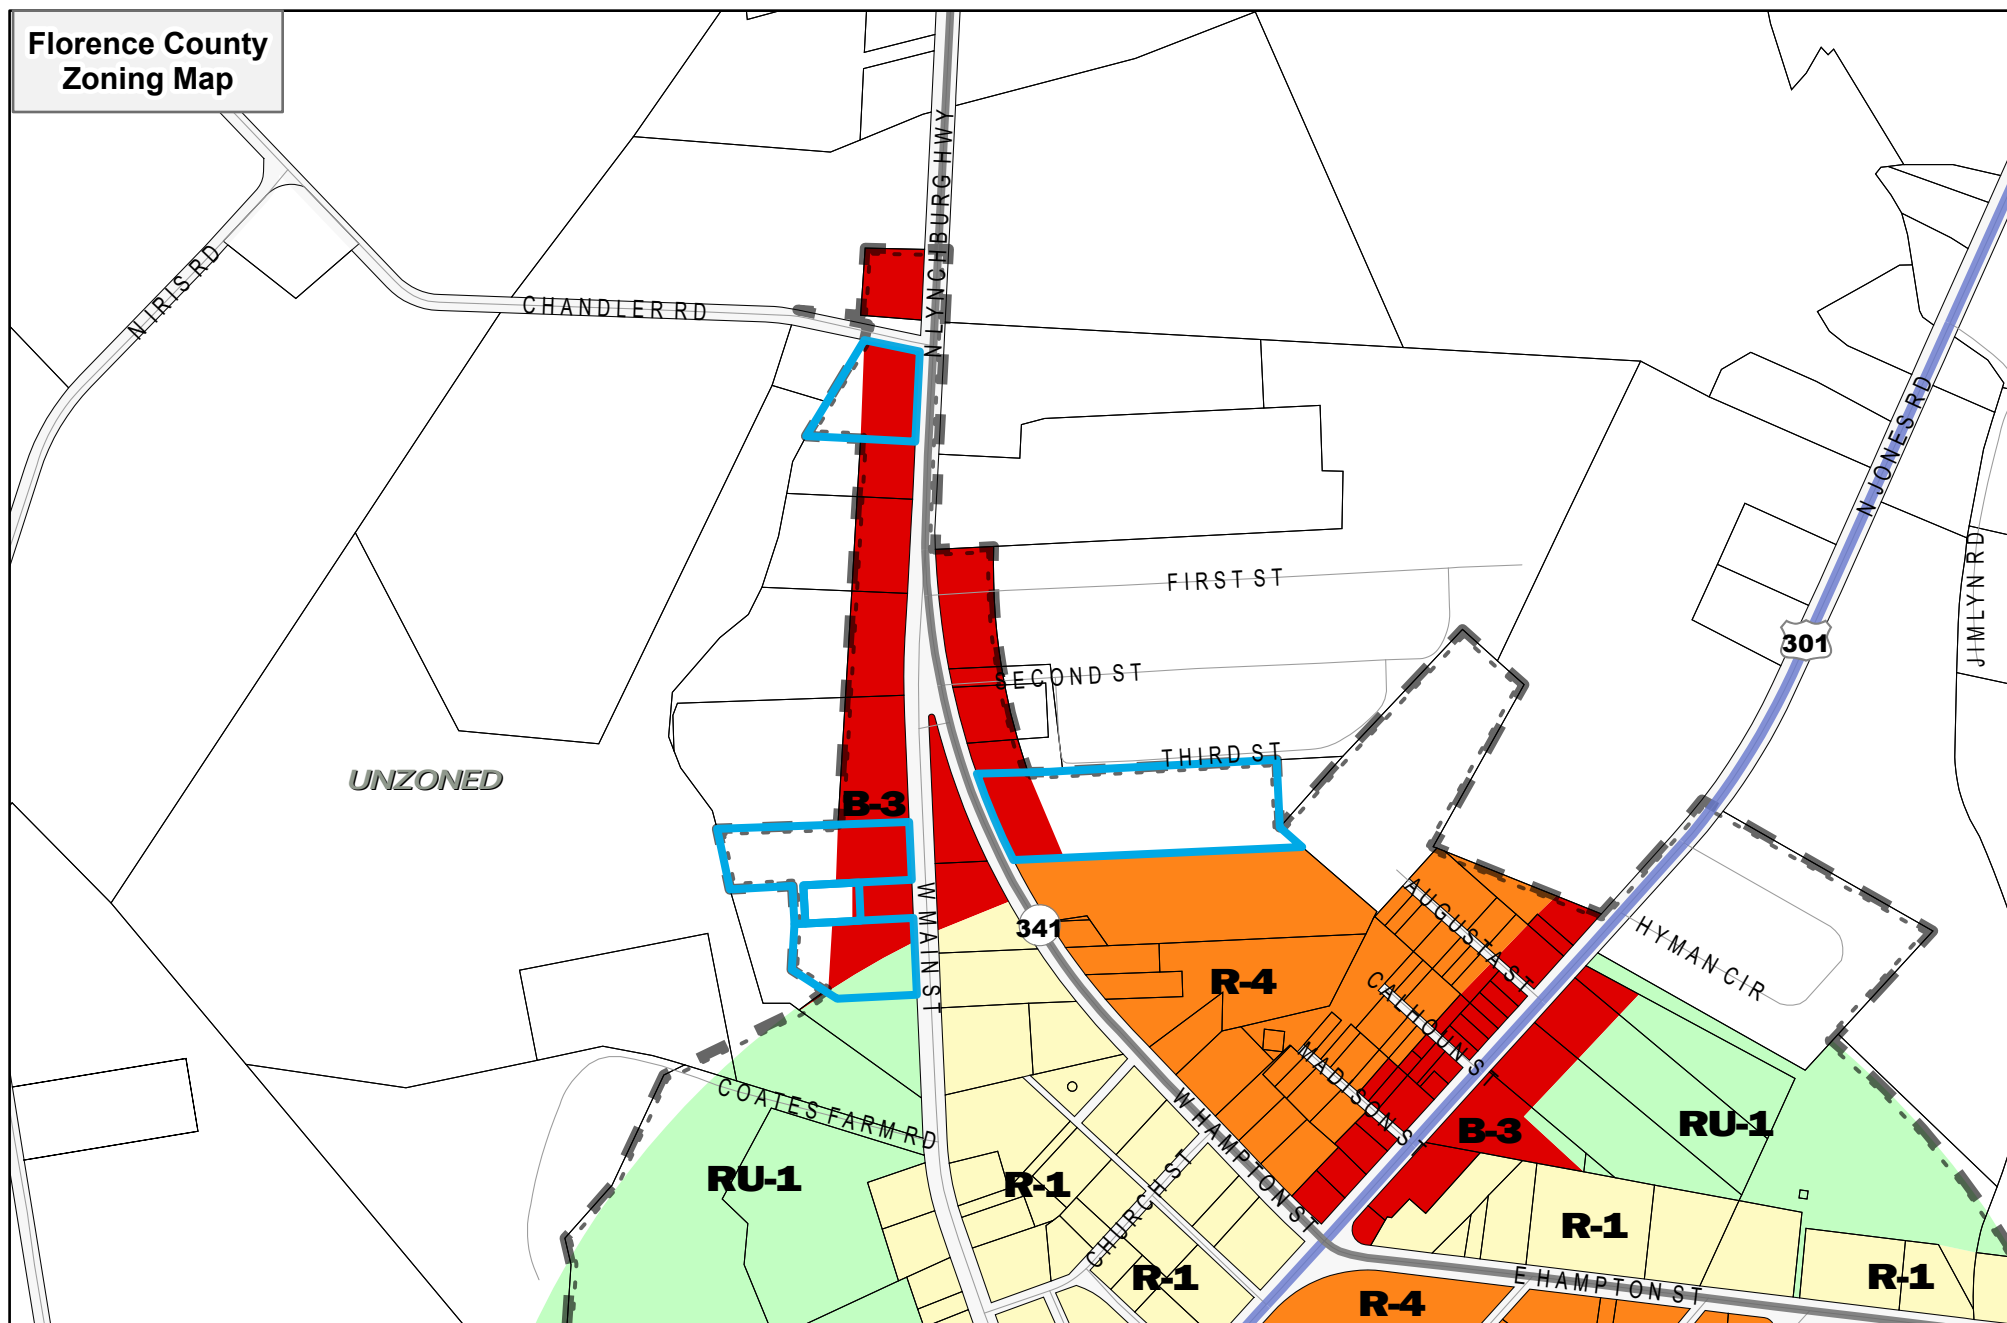 Florence County
Zoning Map
N LYNCHBURG HWY
N IRIS RD
CHANDLER RD
N JONES RD
FIRST ST
JIMLYN RD
301
SECOND ST
THIRD ST
UNZONED
B-3
AUGUSTA ST
W MAIN ST
341
HYMAN CIR
R-4
CALHOUN ST
MADISON ST
COATES FARM RD
W HAMPTON ST
B-3
RU-1
RU-1
R-1
CHURCH ST
R-1
R-1
R-1
E HAMPTON ST
R-4